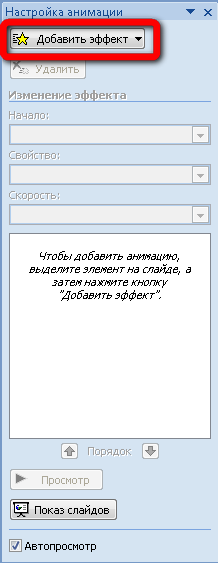 Настройка анимации
Добавить эффект
Удалить
Изменение эффекта
Начало:
Свойство:
Скорость:
Чтобы добавить анимацию,
выделите элемент на слайде, а
затем нажмите кнопку
"Добавить эффект".
Порядок
Просмотр
Показ слайдов
Автопросмотр